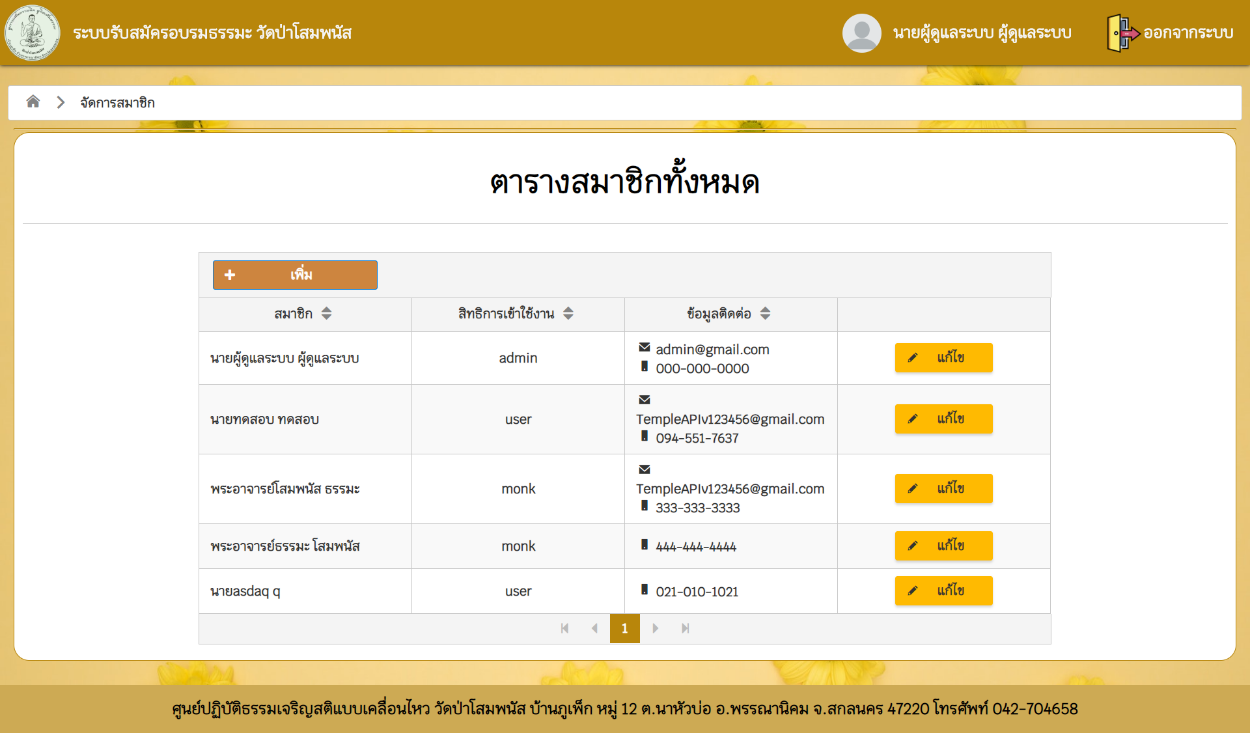 ระบบรับสมัครอบรมธรรมะ วัดป่าโสมพนัส
นายผู้ดูแลระบบ ผู้ดูแลระบบ
ออกจากระบบ
จัดการสมาชิก
ตารางสมาชิกทั้งหมด
เพิ่ม
สมาชิก สิทธิการเข้าใช้งาน ข้อมูลติดต่อ
นายผู้ดูแลระบบ ผู้ดูแลระบบ admin admin@gmail.com
000-000-0000
แก้ไข
นายทดสอบ ทดสอบ user TempleAPIv123456@gmail.com
094-551-7637
แก้ไข
พระอาจารย์โสมพนัส ธรรมะ monk TempleAPIv123456@gmail.com
333-333-3333
แก้ไข
พระอาจารย์ธรรมะ โสมพนัส monk 444-444-4444 แก้ไข
นายasdaq q user 021-010-1021 แก้ไข
1
ศูนย์ปฏิบัติธรรมเจริญสติแบบเคลื่อนไหว วัดป่าโสมพนัส บ้านภูเพ็ก หมู่ 12 ต.นาหัวบ่อ อ.พรรณานิคม จ.สกลนคร 47220 โทรศัพท์ 042-704658